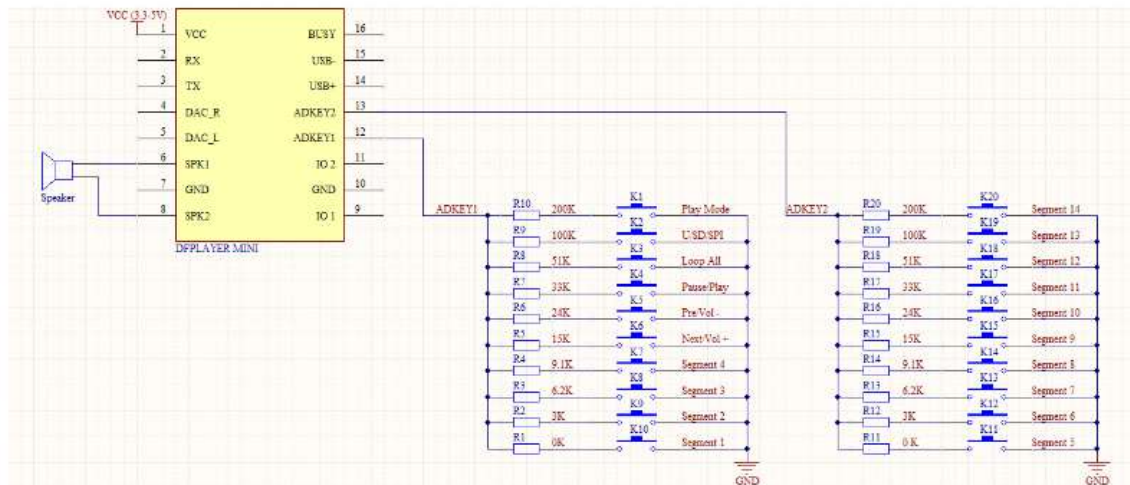 VCC (3.3-5V)
1 VCC BUSY 16
2 RX USB- 15
3 TX USB+ 14
4 DAC_R ADKEY2 13
5 DAC_L ADKEY1 12
6 SPK1 IO 2 11
7 GND GND 10
8 SPK2 IO 1 9
Speaker
DFPLAYER MINI
ADKEY1
R10 200K K1 Play Mode
R9 100K K2 U/SD/SPI
R8 51K K3 Loop All
R7 33K K4 Pause/Play
R6 24K K5 Pre/Vol -
R5 15K K6 Next/Vol +
R4 9.1K K7 Segment 4
R3 6.2K K8 Segment 3
R2 3K K9 Segment 2
R1 0K K10 Segment 1
GND
ADKEY2
R20 200K K20 Segment 14
R19 100K K19 Segment 13
R18 51K K18 Segment 12
R17 33K K17 Segment 11
R16 24K K16 Segment 10
R15 15K K15 Segment 9
R14 9.1K K14 Segment 8
R13 6.2K K13 Segment 7
R12 3K K12 Segment 6
R11 0 K K11 Segment 5
GND